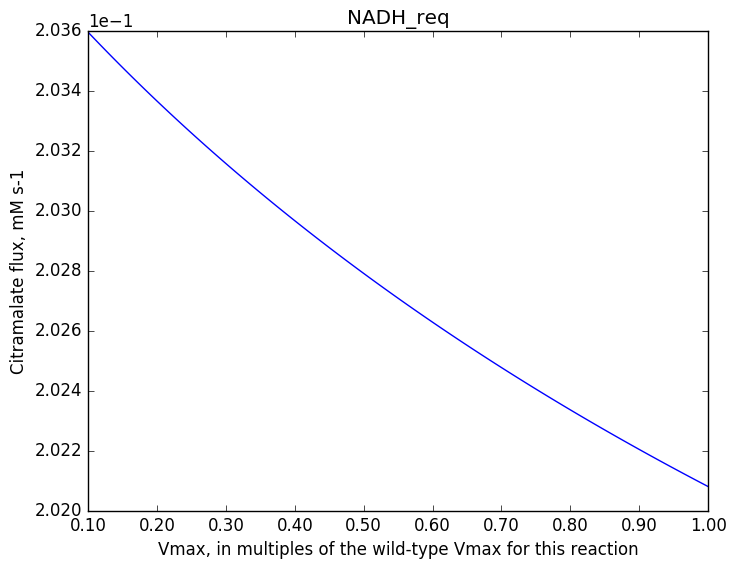 NADH_req
1e−1
2.036
2.034
2.032
2.030
2.028
2.026
2.024
2.022
2.020
Citramalate flux, mM s-1
0.10 0.20 0.30 0.40 0.50 0.60 0.70 0.80 0.90 1.00
Vmax, in multiples of the wild-type Vmax for this reaction